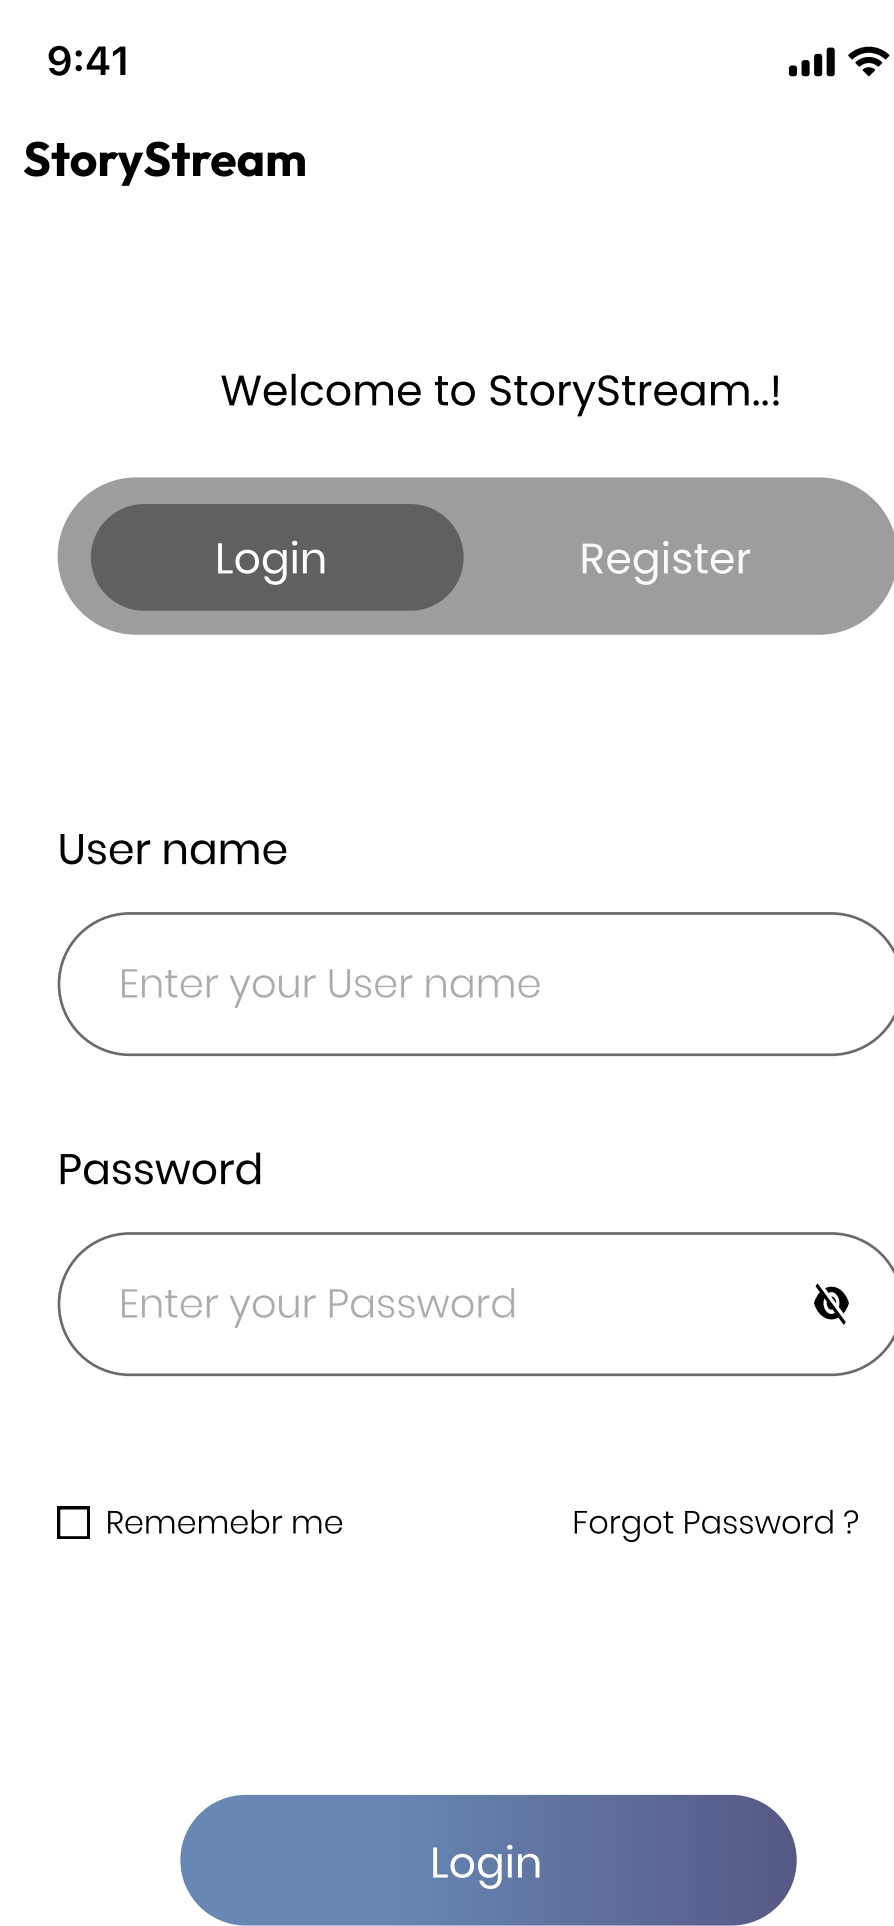 9:41
StoryStream
Welcome to StoryStream..!
Login Register
User name
Enter your User name
Password
Enter your Password
Rememebr me Forgot Password ?
Login